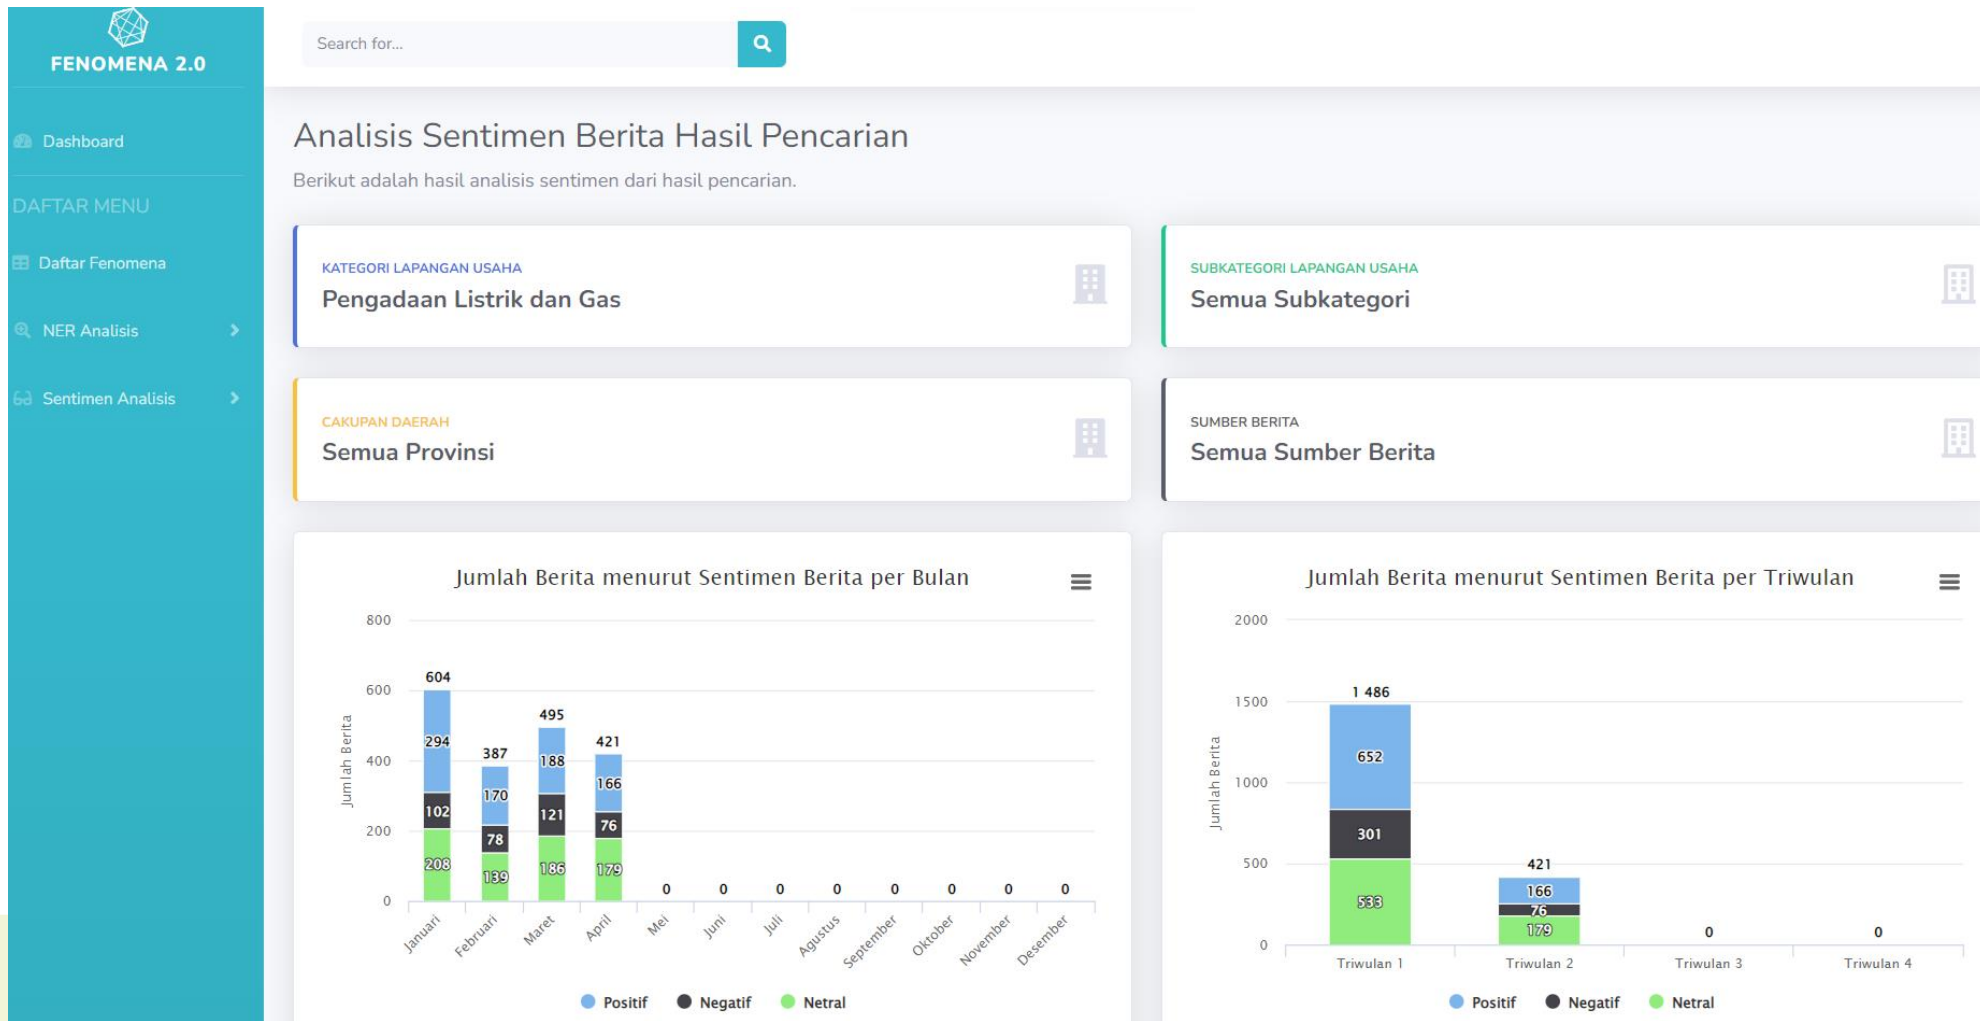 FENOMENA 2.0
Dashboard
DAFTAR MENU
Daftar Fenomena
NER Analisis
Sentimen Analisis
Search for...
Analisis Sentimen Berita Hasil Pencarian
Berikut adalah hasil analisis sentimen dari hasil pencarian.
KATEGORI LAPANGAN USAHA
Pengadaan Listrik dan Gas
SUBKATEGORI LAPANGAN USAHA
Semua Subkategori
CAKUPAN DAERAH
Semua Provinsi
SUMBER BERITA
Semua Sumber Berita
Jumlah Berita menurut Sentimen Berita per Bulan
Jumlah Berita
800
600
400
200
0
604
294
102
208
387
170
78
139
495
188
121
186
421
166
76
179
0
0
0
0
0
0
0
0
Januari
Februari
Maret
April
Mei
Juni
Juli
Agustus
September
Oktober
November
Desember
Positif Negatif Netral
Jumlah Berita menurut Sentimen Berita per Triwulan
Jumlah Berita
2000
1500
1000
500
0
1 486
652
301
533
421
166
76
179
0
0
Triwulan 1
Triwulan 2
Triwulan 3
Triwulan 4
Positif Negatif Netral